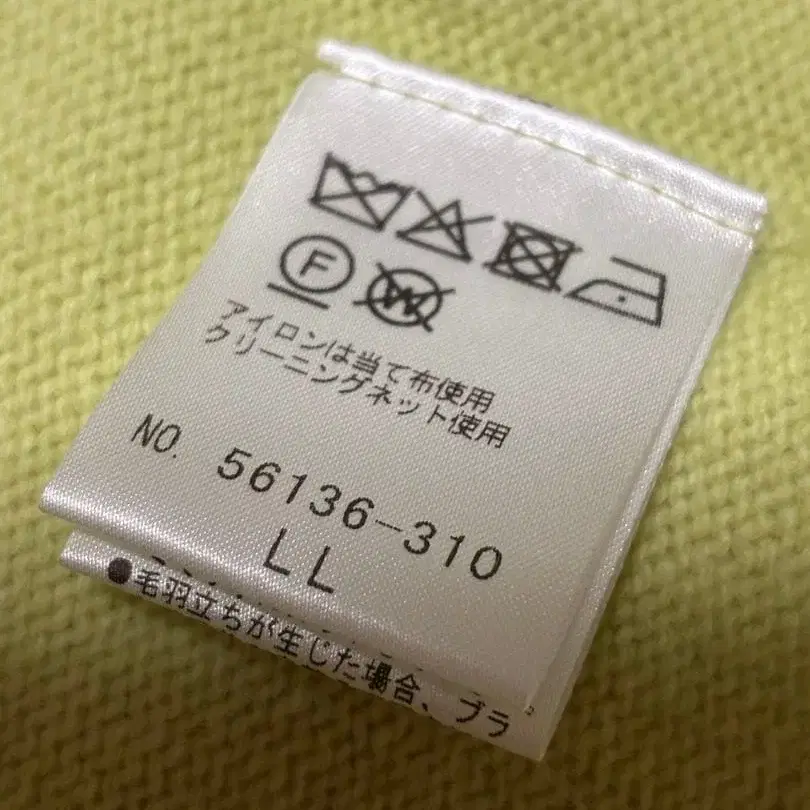 F
W
アイロンは当て布使用
クリーニングネット使用
NO. 56136-310
LL
●毛羽立ちが生じた場合、ブラ